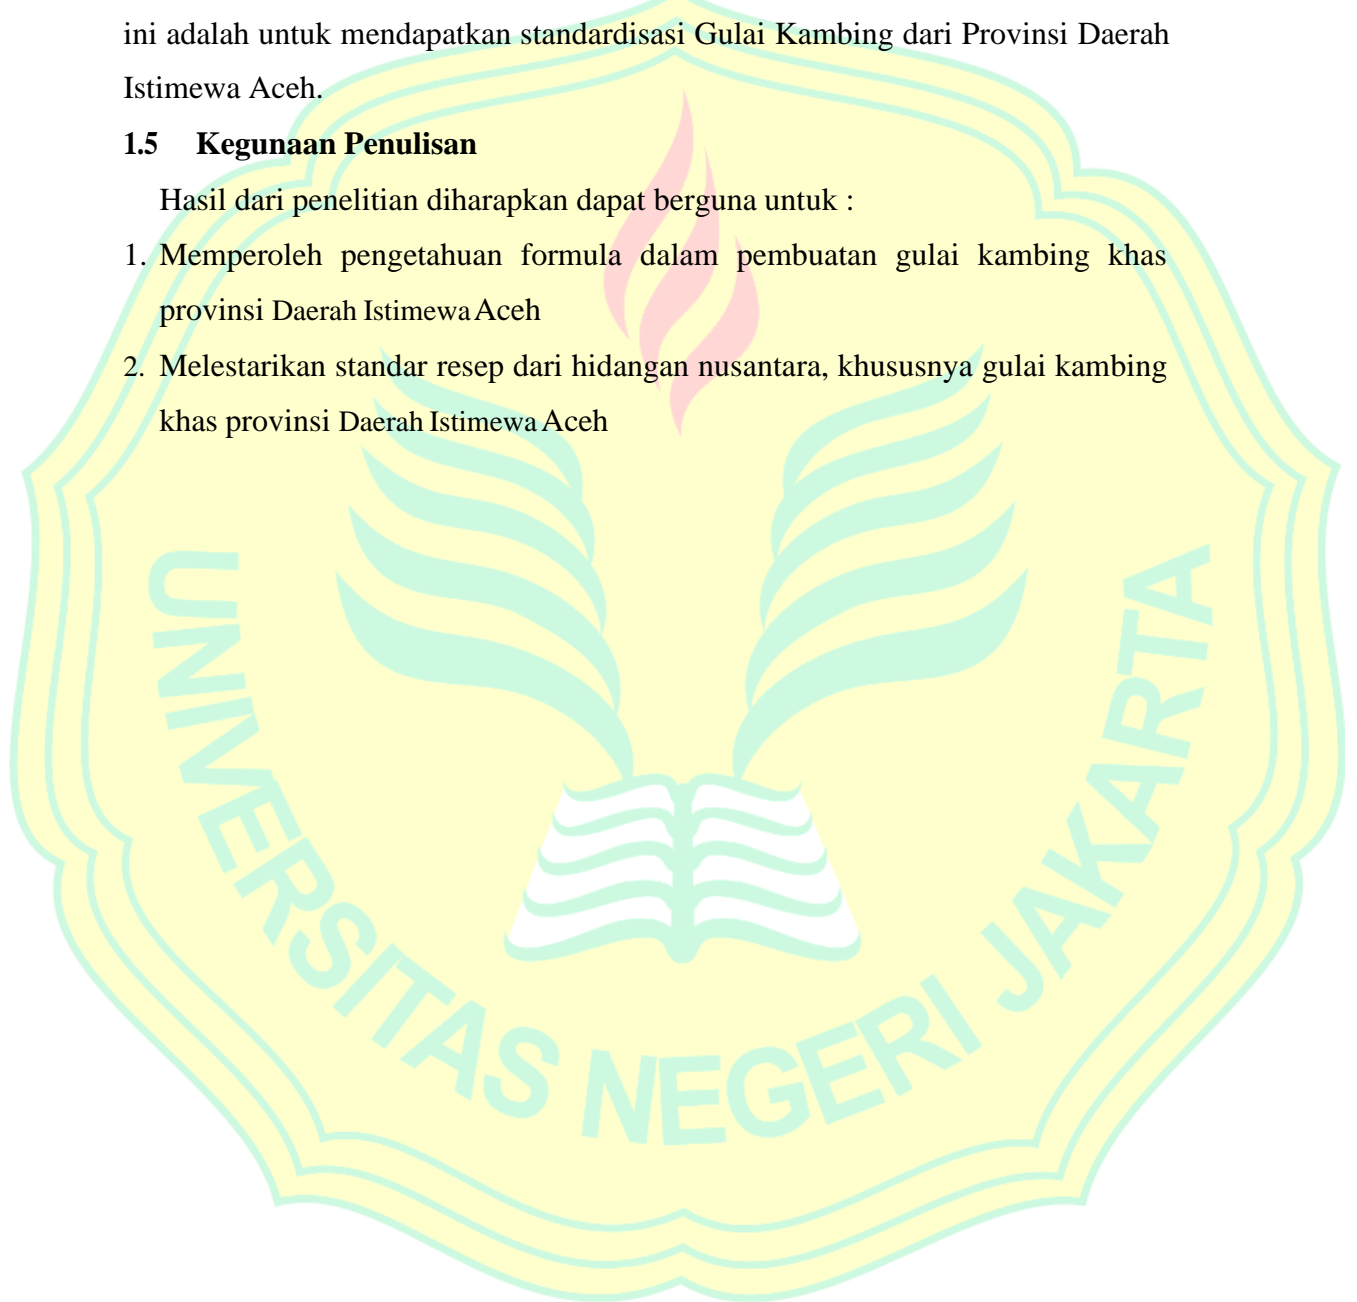 ini adalah untuk mendapatkan standardisasi Gulai Kambing dari Provinsi Daerah
Istimewa Aceh.
1.5 Kegunaan Penulisan
Hasil dari penelitian diharapkan dapat berguna untuk :
1. Memperoleh pengetahuan formula dalam pembuatan gulai kambing khas
provinsi Daerah Istimewa Aceh
2. Melestarikan standar resep dari hidangan nusantara, khususnya gulai kambing
khas provinsi Daerah Istimewa Aceh
UNIVERSITAS NEGERI JAKARTA